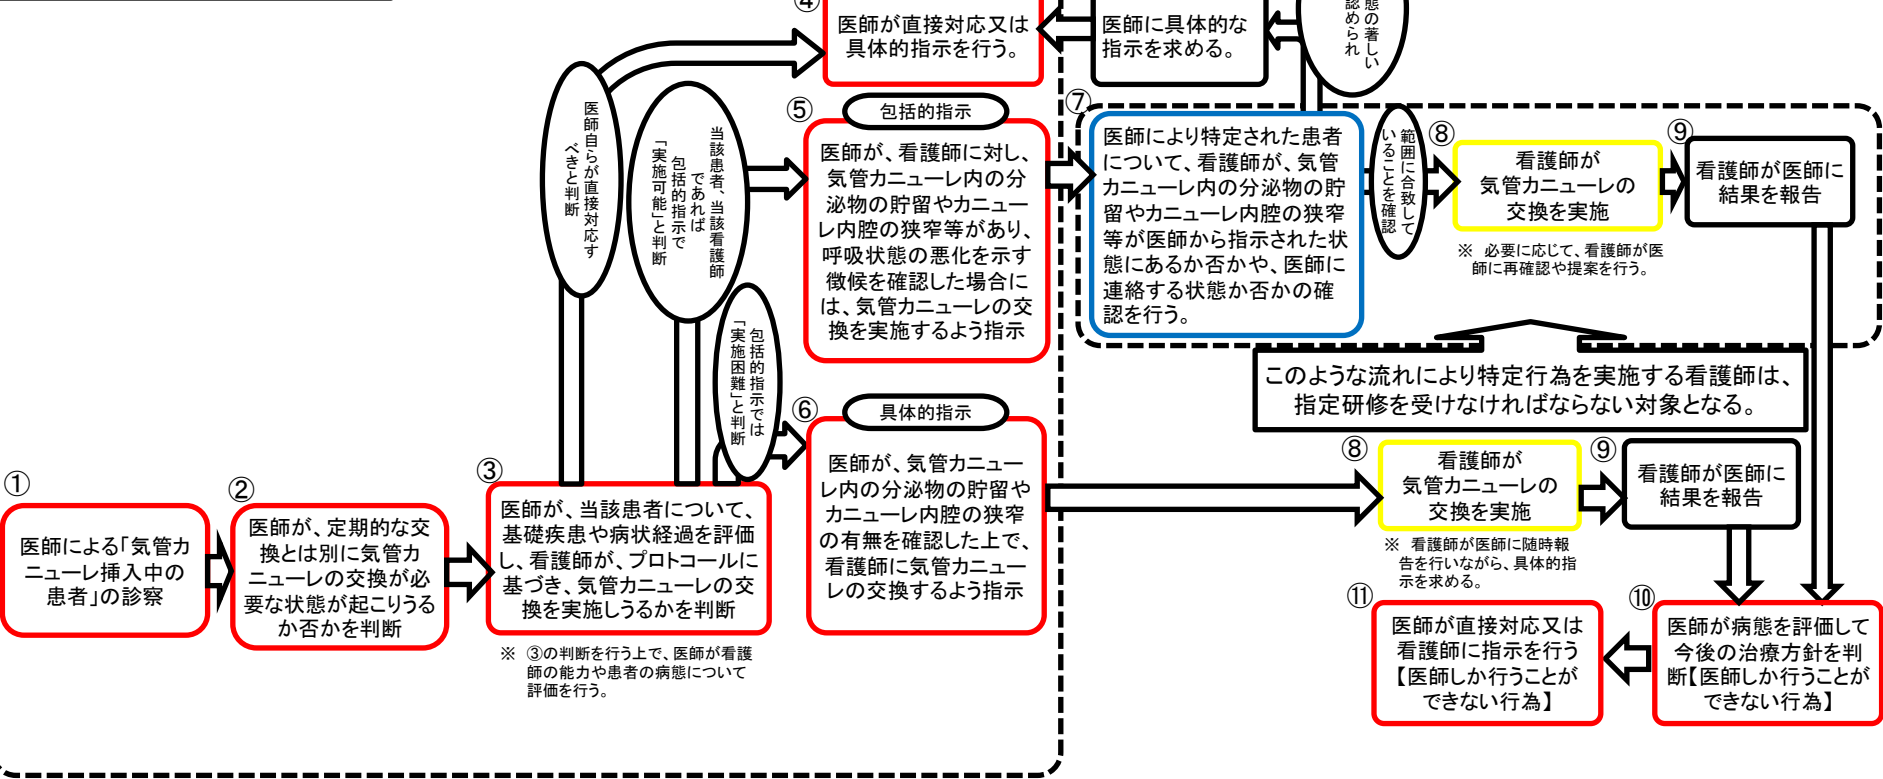 ④
医師が直接対応又は
具体的指示を行う。
医師に具体的な
指示を求める。
態の著しい
認められ
医師自らが直接対応す
べきと判断
当該患者、当該看護師
であれば
包括的指示で
「実施可能」と判断
包括的指示では
「実施困難」と判断
⑤
包括的指示
医師が、看護師に対し、
気管カニューレ内の分
泌物の貯留やカニュー
レ内腔の狭窄等があり、
呼吸状態の悪化を示す
徴候を確認した場合に
は、気管カニューレの交
換を実施するよう指示
⑦
医師により特定された患者
について、看護師が、気管
カニューレ内の分泌物の貯
留やカニューレ内腔の狭窄
等が医師から指示された状
態にあるか否かや、医師に
連絡する状態か否かの確
認を行う。
範囲に合致して
いることを確認
⑧
看護師が
気管カニューレの
交換を実施
※ 必要に応じて、看護師が医
師に再確認や提案を行う。
⑨
看護師が医師に
結果を報告
このような流れにより特定行為を実施する看護師は、
指定研修を受けなければならない対象となる。
①
医師による「気管カ
ニューレ挿入中の
患者」の診察
②
医師が、定期的な交
換とは別に気管カ
ニューレの交換が必
要な状態が起こりうる
か否かを判断
③
医師が、当該患者について、
基礎疾患や病状経過を評価
し、看護師が、プロトコールに
基づき、気管カニューレの交
換を実施しうるかを判断
※ ③の判断を行う上で、医師が看護
師の能力や患者の病態について
評価を行う。
⑥
具体的指示
医師が、気管カニュー
レ内の分泌物の貯留や
カニューレ内腔の狭窄
の有無を確認した上で、
看護師に気管カニュー
レの交換するよう指示
⑧
看護師が
気管カニューレの
交換を実施
※ 看護師が医師に随時報
告を行いながら、具体的指
示を求める。
⑨
看護師が医師に
結果を報告
⑩
医師が病態を評価して
今後の治療方針を判
断【医師しか行うことが
できない行為】
⑪
医師が直接対応又は
看護師に指示を行う
【医師しか行うことが
できない行為】